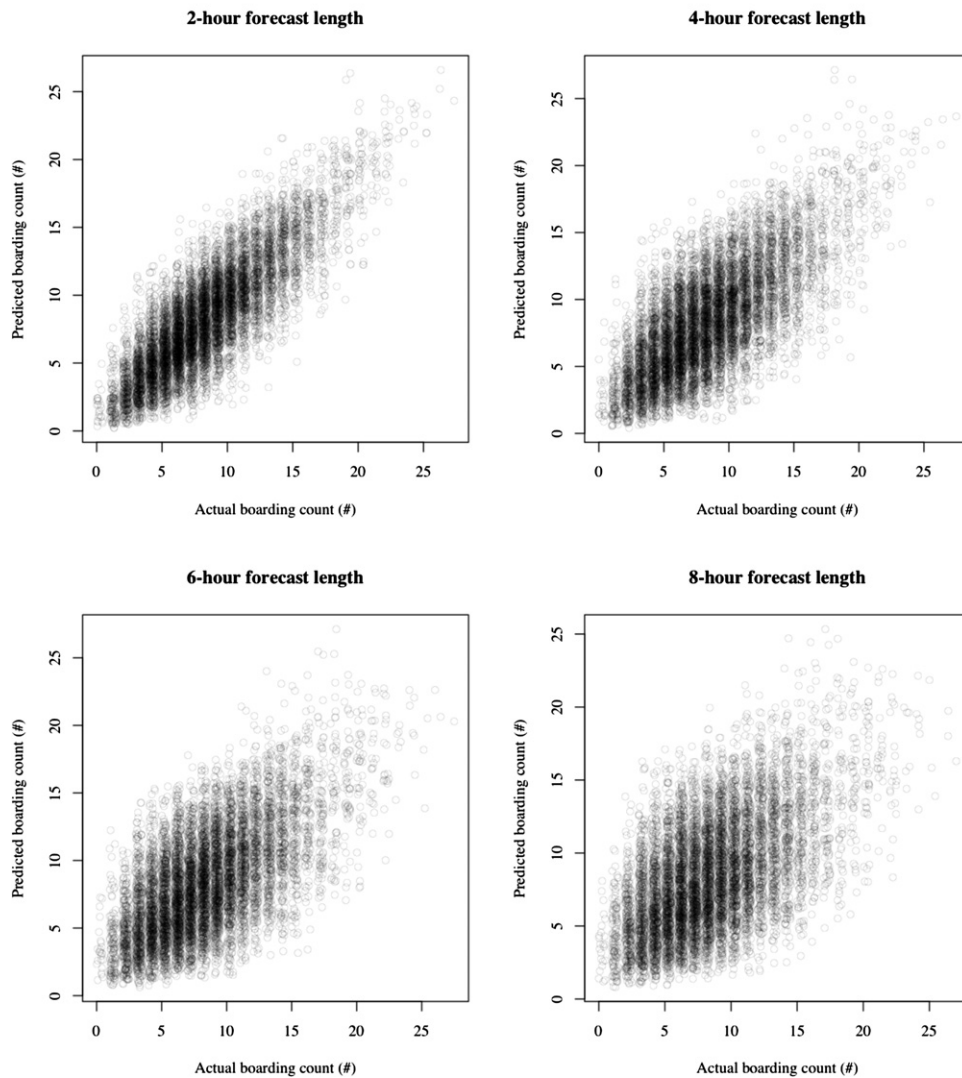 2-hour forecast length
Predicted boarding count (#)
25
20
15
10
5
0
0 5 10 15 20 25
Actual boarding count (#)
4-hour forecast length
Predicted boarding count (#)
25
20
15
10
5
0
0 5 10 15 20 25
Actual boarding count (#)
6-hour forecast length
Predicted boarding count (#)
25
20
15
10
5
0
0 5 10 15 20 25
Actual boarding count (#)
8-hour forecast length
Predicted boarding count (#)
25
20
15
10
5
0
0 5 10 15 20 25
Actual boarding count (#)